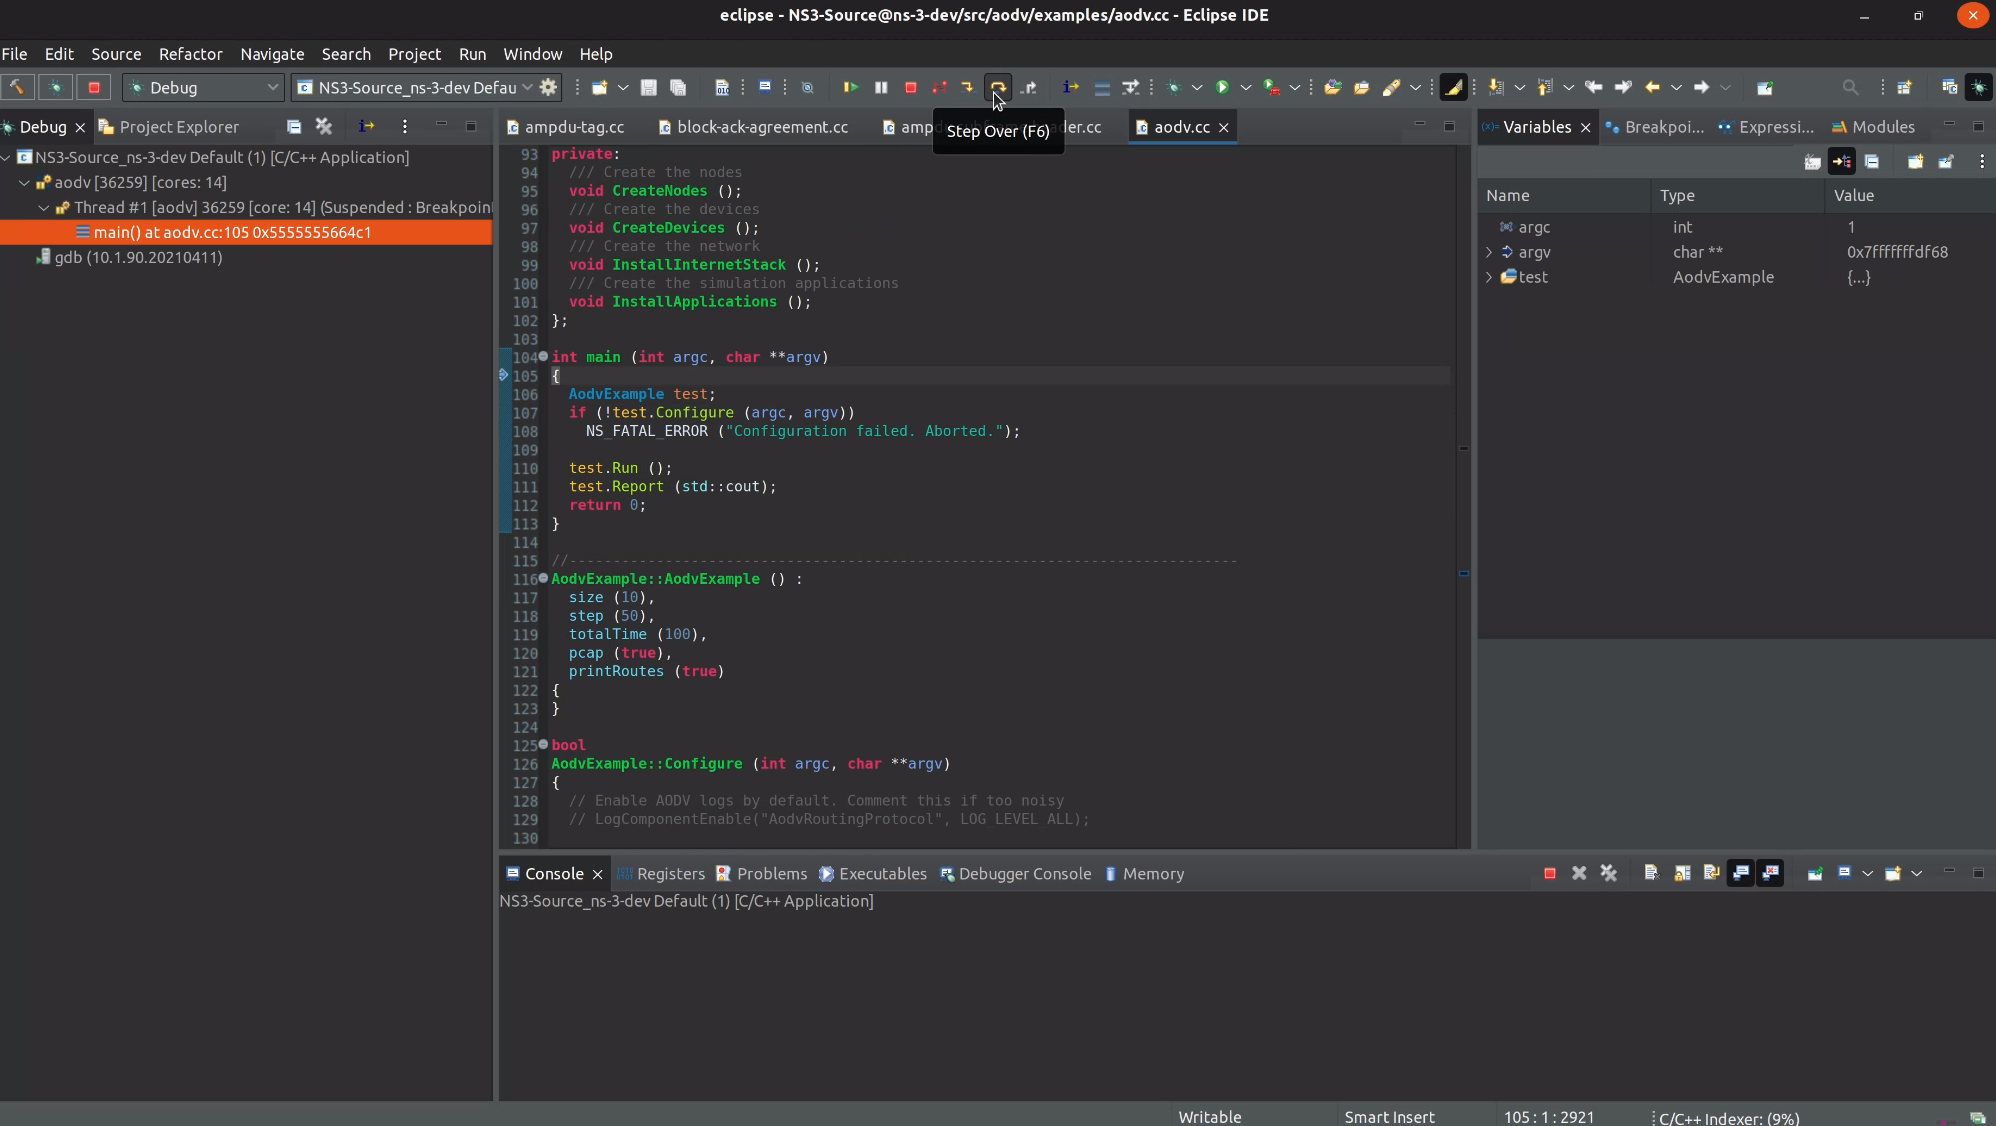 eclipse - NS3-Source@ns-3-dev/src/aodv/examples/aodv.cc - Eclipse IDE
File Edit Source Refactor Navigate Search Project Run Window Help
Debug NS3-Source_ns-3-dev Defau
Debug Project Explorer
ampdu-tag.cc block-ack-agreement.cc aodv.cc
Step Over (F6)
Variables Breakpoi... Expressi... Modules
NS3-Source_ns-3-dev Default (1) [C/C++ Application]
aodv [36259] [cores: 14]
Thread #1 [aodv] 36259 [core: 14] (Suspended : Breakpoin
main() at aodv.cc:105 0x5555555664c1
gdb (10.1.90.20210411)
93 private:
94 /// Create the nodes
95 void CreateNodes ();
96 /// Create the devices
97 void CreateDevices ();
98 /// Create the network
99 void InstallInternetStack ();
100 /// Create the simulation applications
101 void InstallApplications ();
102 };
103
104 int main (int argc, char **argv)
105 {
106 AodvExample test;
107 if (!test.Configure (argc, argv))
108 NS_FATAL_ERROR ("Configuration failed. Aborted.");
109
110 test.Run ();
111 test.Report (std::cout);
112 return 0;
113 }
114
115 //-----------------------------------------------------------------------------
116 AodvExample::AodvExample () :
117 size (10),
118 step (50),
119 totalTime (100),
120 pcap (true),
121 printRoutes (true)
122 {
123 }
124
125 bool
126 AodvExample::Configure (int argc, char **argv)
127 {
128 // Enable AODV logs by default. Comment this if too noisy
129 // LogComponentEnable("AodvRoutingProtocol", LOG_LEVEL_ALL);
130
Name Type Value
argc int 1
argv char ** 0x7fffffffdf68
test AodvExample {...}
Console Registers Problems Executables Debugger Console Memory
NS3-Source_ns-3-dev Default (1) [C/C++ Application]
Writable Smart Insert 105 : 1 : 2921 C/C++ Indexer: (9%)